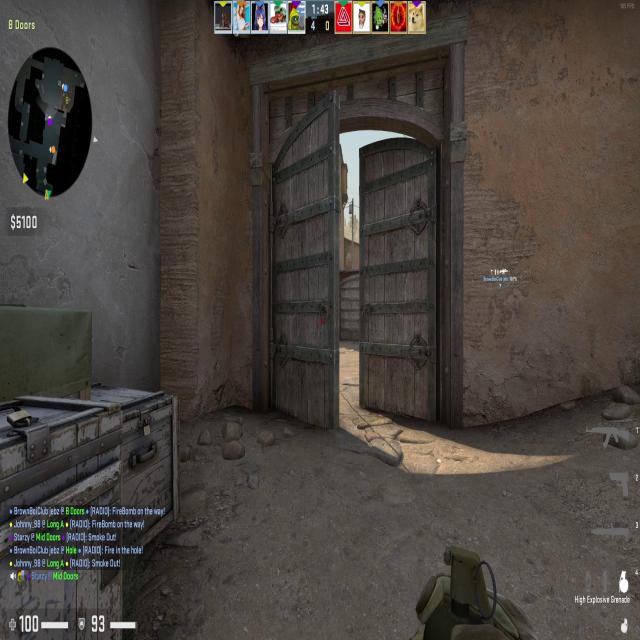 B Doors
1:43
0
$5100
BrownBoiClub jebz @ B Doors ● [RADIO]: FireBomb on the way!
Johnny_98 @ Long A ● [RADIO]: FireBomb on the way!
Starzy @ Mid Doors ● [RADIO]: Smoke Out!
BrownBoiClub jebz @ Hole ● [RADIO]: Fire in the hole!
Johnny_98 @ Long A ● [RADIO]: Smoke Out!
Starzy @ Mid Doors
High Explosive Grenade
100
93